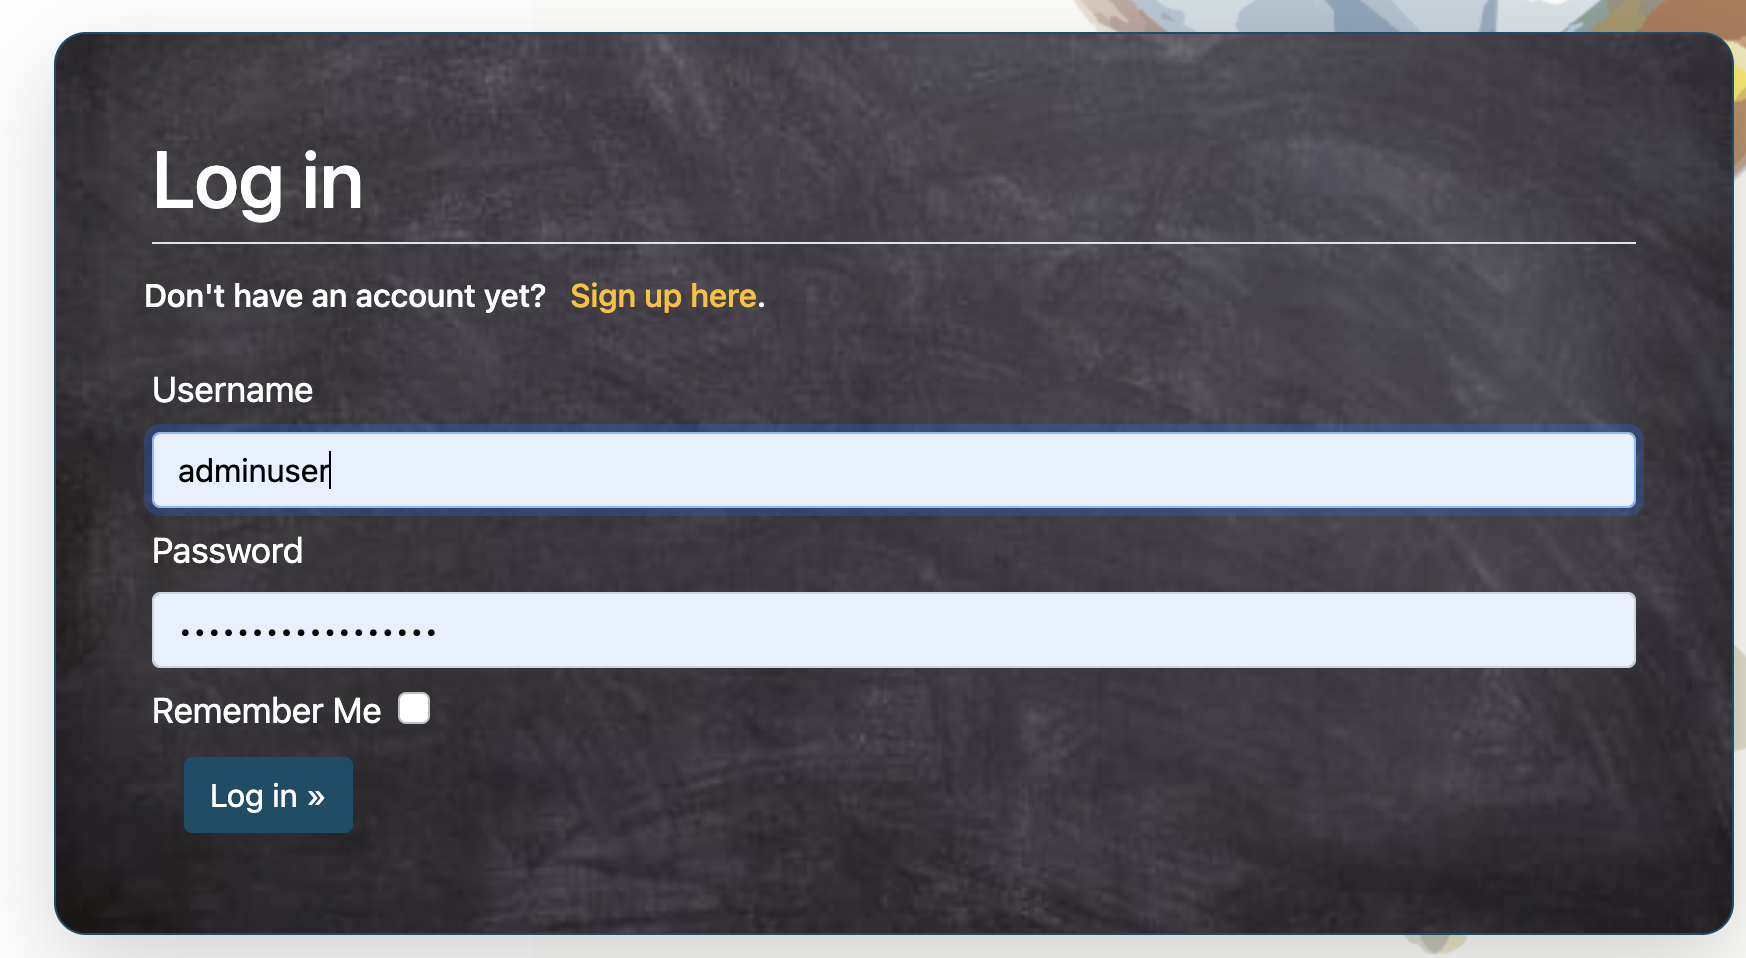 Log in
Don't have an account yet? Sign up here.
Username
adminuser
Password
••••••••••••••••••
Remember Me
Log in »